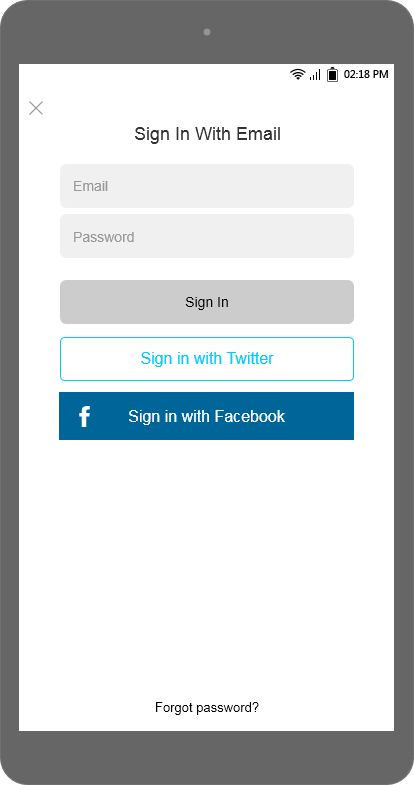 02:18 PM
Sign In With Email
Email
Password
Sign In
Sign in with Twitter
f Sign in with Facebook
Forgot password?